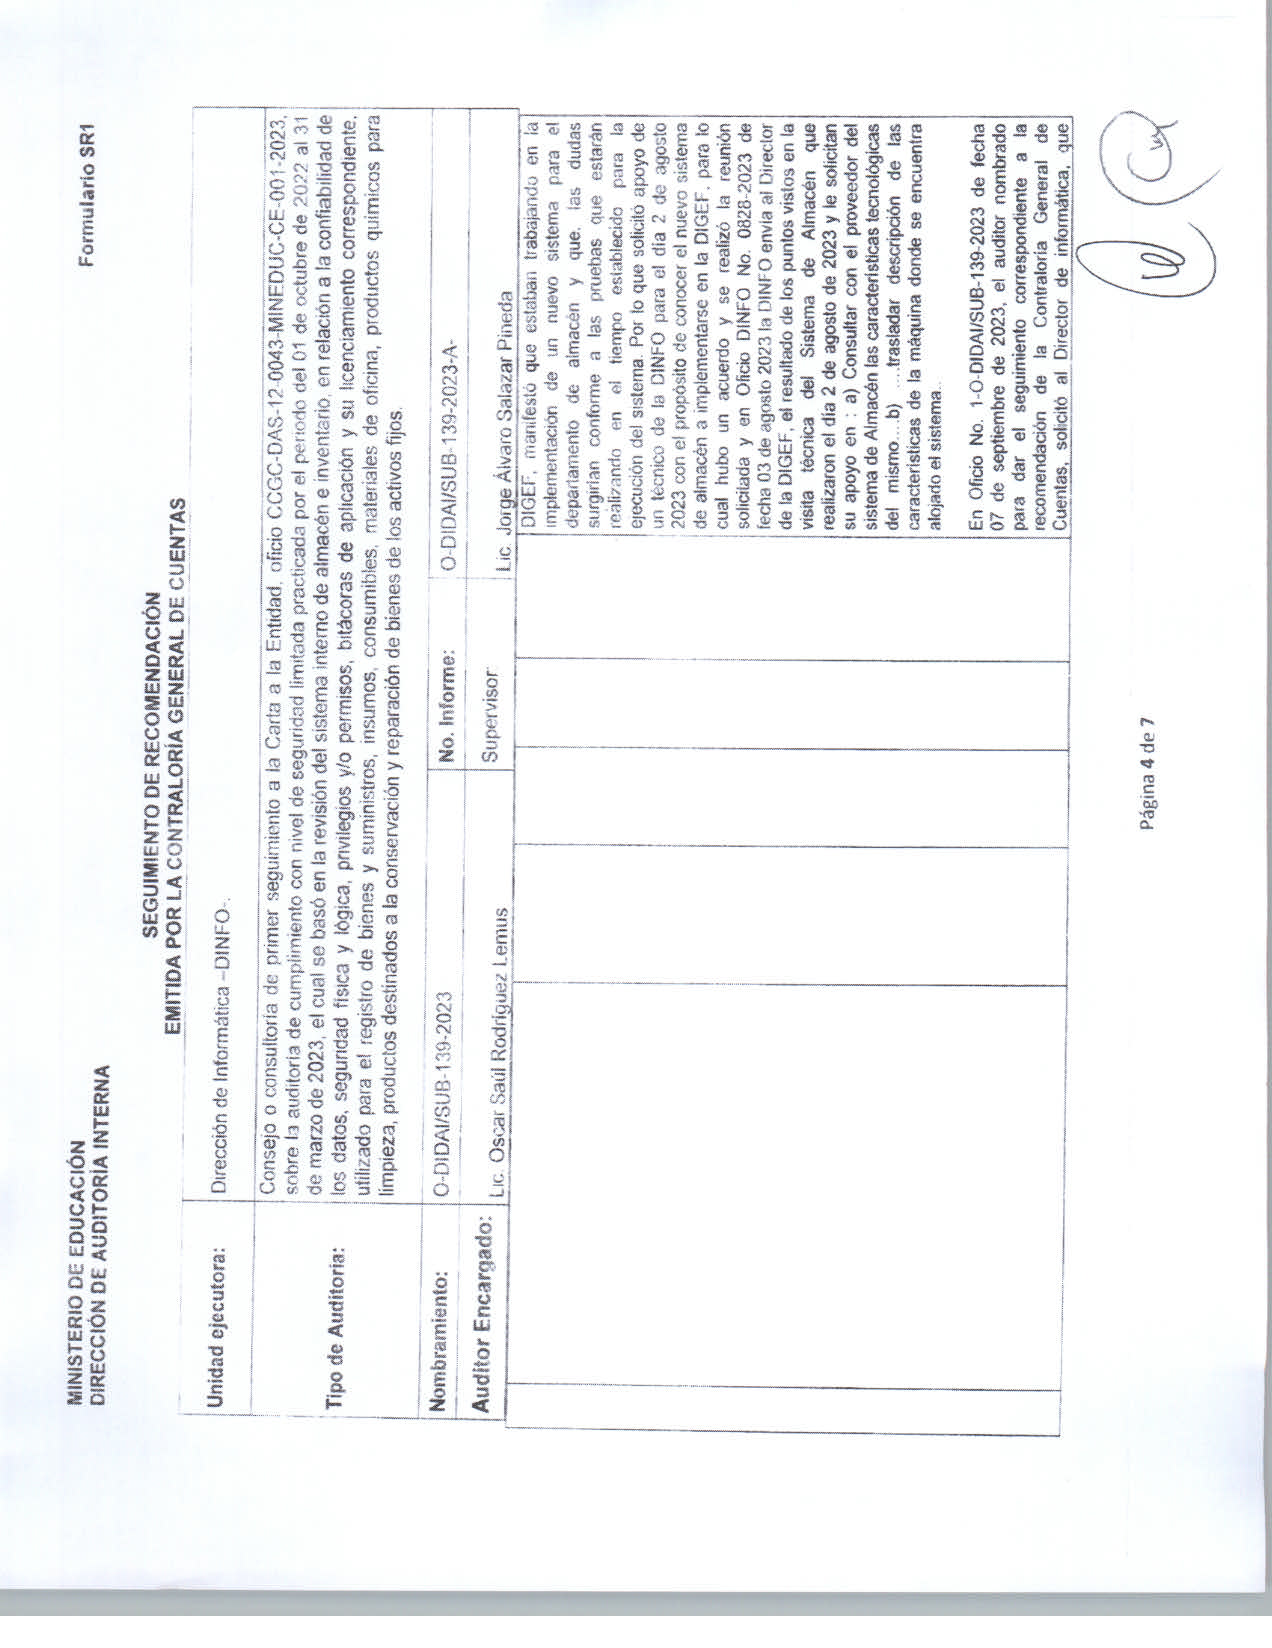 MINISTERIO DE EDUCACIÓN
DIRECCIÓN DE AUDITORIA INTERNA
Formulario SR1
SEGUIMIENTO DE RECOMENDACIÓN
EMITIDA POR LA CONTRALORÍA GENERAL DE CUENTAS
Unidad ejecutora:
Dirección de Informática –DINFO-.
Tipo de Auditoria:
Consejo o consultoría de primer seguimiento a la Carta a la Entidad, oficio CCGC-DAS-12-0043-MINEDUC-CE-001-2023,
sobre la auditoria de cumplimiento con nivel de seguridad limitada practicada por el periodo del 01 de octubre de 2022 al 31
de marzo de 2023, el cual se basó en la revisión del sistema interno de almacén e inventario, en relación a la confiabilidad de
los datos, seguridad física y lógica, privilegios y/o permisos, bitácoras de aplicación y su licenciamiento correspondiente,
utilizado para el registro de bienes y suministros, insumos, consumibles, materiales de oficina, productos químicos para
limpieza, productos destinados a la conservación y reparación de bienes de los activos fijos.
Nombramiento:
O-DIDAI/SUB-139-2023
No. Informe:
O-DIDAI/SUB-139-2023-A-
Auditor Encargado:
Lic. Oscar Saúl Rodríguez Lemus
Supervisor:
Lic. Jorge Álvaro Salazar Pineda
DIGEF, manifestó que estaban trabajando en la
implementación de un nuevo sistema para el
departamento de almacén y que, las dudas
surgirían conforme a las pruebas que estarán
realizando en el tiempo establecido para la
ejecución del sistema. Por lo que solicitó apoyo de
un técnico de la DINFO para el día 2 de agosto
2023 con el propósito de conocer el nuevo sistema
de almacén a implementarse en la DIGEF, para lo
cual hubo un acuerdo y se realizó la reunión
solicitada y en Oficio DINFO No. 0828-2023 de
fecha 03 de agosto 2023 la DINFO envía al Director
de la DIGEF, el resultado de los puntos vistos en la
visita técnica del Sistema de Almacén que
realizaron el día 2 de agosto de 2023 y le solicitan
su apoyo en : a) Consultar con el proveedor del
sistema de Almacén las características tecnológicas
del mismo...b) ....trasladar descripción de las
características de la máquina donde se encuentra
alojado el sistema..
En Oficio No. 1-O-DIDAI/SUB-139-2023 de fecha
07 de septiembre de 2023, el auditor nombrado
para dar el seguimiento correspondiente a la
recomendación de la Contraloría General de
Cuentas, solicitó al Director de informática, que
Página 4 de 7